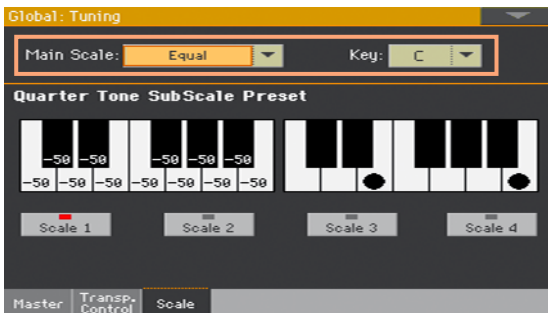 Global: Tuning
Main Scale: Equal Key: C
Quarter Tone SubScale Preset
-50 -50 -50 -50 -50
-50 -50 -50 -50 -50 -50 -50
Scale 1 Scale 2 Scale 3 Scale 4
Master Transp. Control Scale